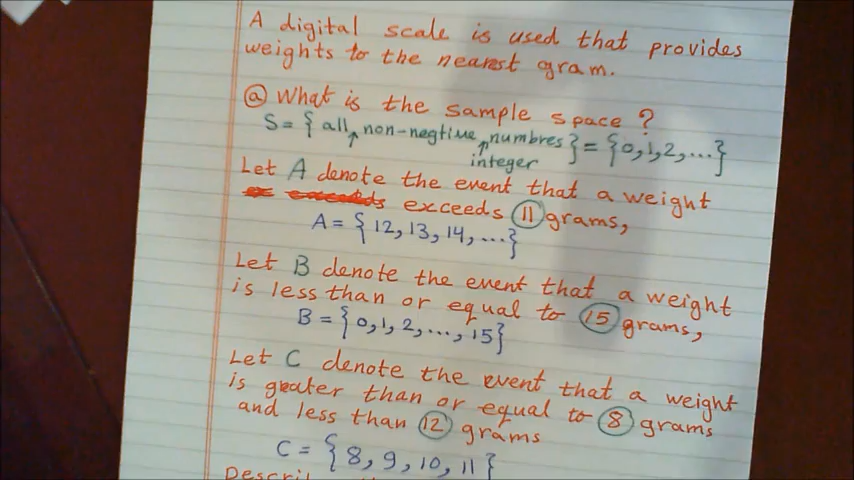 A digital scale is used that provides
weights to the nearest gram.
ⓐ What is the sample space ?
S = { all non-negtive numbres } = {0,1,2,...}
integer
Let A denote the event that a weight
exceeds 11 grams,
A = { 12, 13, 14, ...}
Let B denote the event that a weight
is less than or equal to 15 grams,
B = {0,1,2,...,15}
Let C denote the event that a weight
is greater than or equal to 8 grams
and less than 12 grams
C = {8, 9, 10, 11}